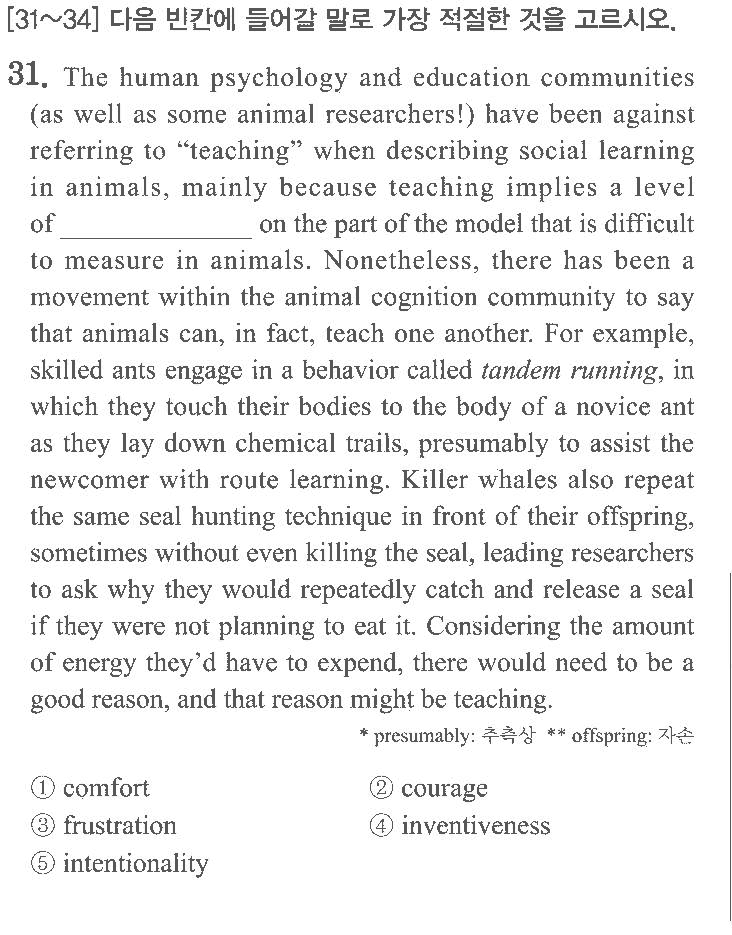 [31~34] 다음 빈칸에 들어갈 말로 가장 적절한 것을 고르시오.
31. The human psychology and education communities
(as well as some animal researchers!) have been against
referring to “teaching” when describing social learning
in animals, mainly because teaching implies a level
of ______________ on the part of the model that is difficult
to measure in animals. Nonetheless, there has been a
movement within the animal cognition community to say
that animals can, in fact, teach one another. For example,
skilled ants engage in a behavior called tandem running, in
which they touch their bodies to the body of a novice ant
as they lay down chemical trails, presumably to assist the
newcomer with route learning. Killer whales also repeat
the same seal hunting technique in front of their offspring,
sometimes without even killing the seal, leading researchers
to ask why they would repeatedly catch and release a seal
if they were not planning to eat it. Considering the amount
of energy they’d have to expend, there would need to be a
good reason, and that reason might be teaching.
* presumably: 추측상 ** offspring: 자손
① comfort ② courage
③ frustration ④ inventiveness
⑤ intentionality